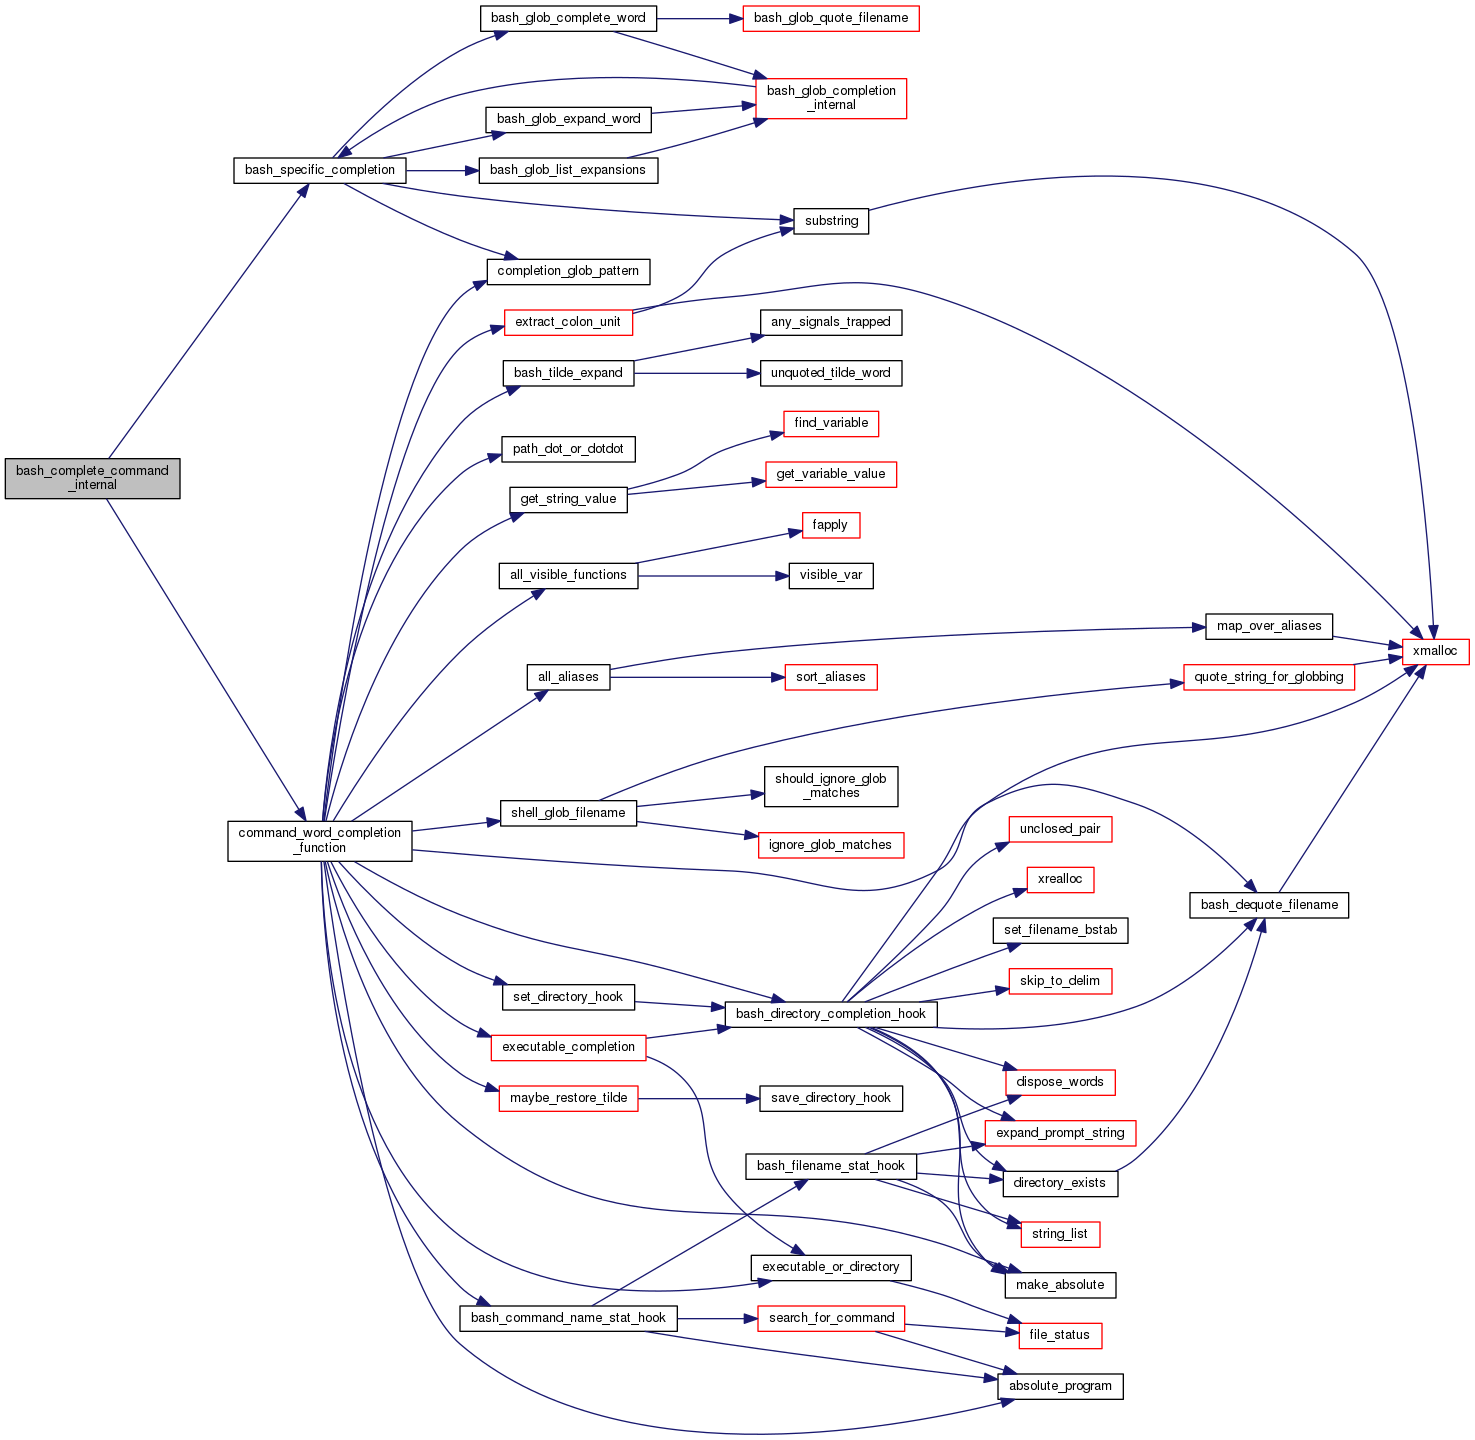 bash_glob_complete_word
bash_glob_quote_filename
bash_glob_completion
_internal
bash_glob_expand_word
bash_specific_completion
bash_glob_list_expansions
substring
completion_glob_pattern
extract_colon_unit
any_signals_trapped
bash_tilde_expand
unquoted_tilde_word
find_variable
path_dot_or_dotdot
get_variable_value
bash_complete_command
_internal
get_string_value
fapply
all_visible_functions
visible_var
map_over_aliases
xmalloc
all_aliases
sort_aliases
quote_string_for_globbing
should_ignore_glob
_matches
shell_glob_filename
command_word_completion
_function
ignore_glob_matches
unclosed_pair
xrealloc
bash_dequote_filename
set_filename_bstab
skip_to_delim
set_directory_hook
bash_directory_completion_hook
executable_completion
dispose_words
maybe_restore_tilde
save_directory_hook
expand_prompt_string
bash_filename_stat_hook
directory_exists
string_list
executable_or_directory
make_absolute
bash_command_name_stat_hook
search_for_command
file_status
absolute_program